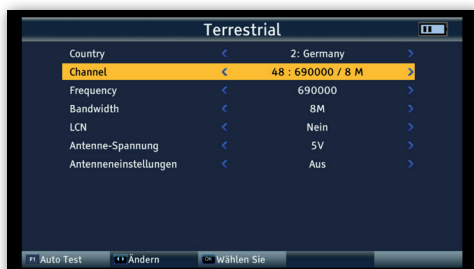 Terrestrial
Country 2: Germany
Channel 48 : 690000 / 8 M
Frequency 690000
Bandwidth 8M
LCN Nein
Antenne-Spannung 5V
Antenneneinstellungen Aus
F1 Auto Test Ändern OK Wählen Sie